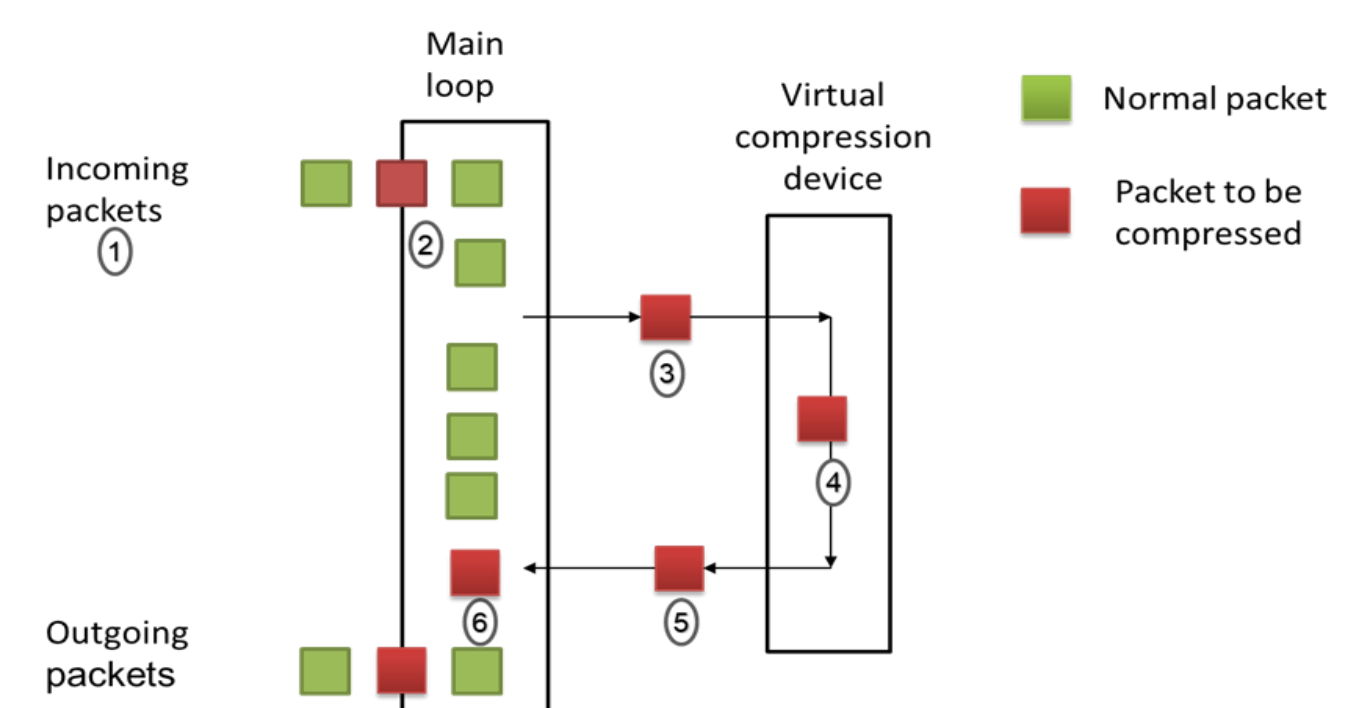 Main
loop
Virtual
compression
device
Normal packet
Packet to be
compressed
Incoming
packets
1
2
3
4
5
6
Outgoing
packets